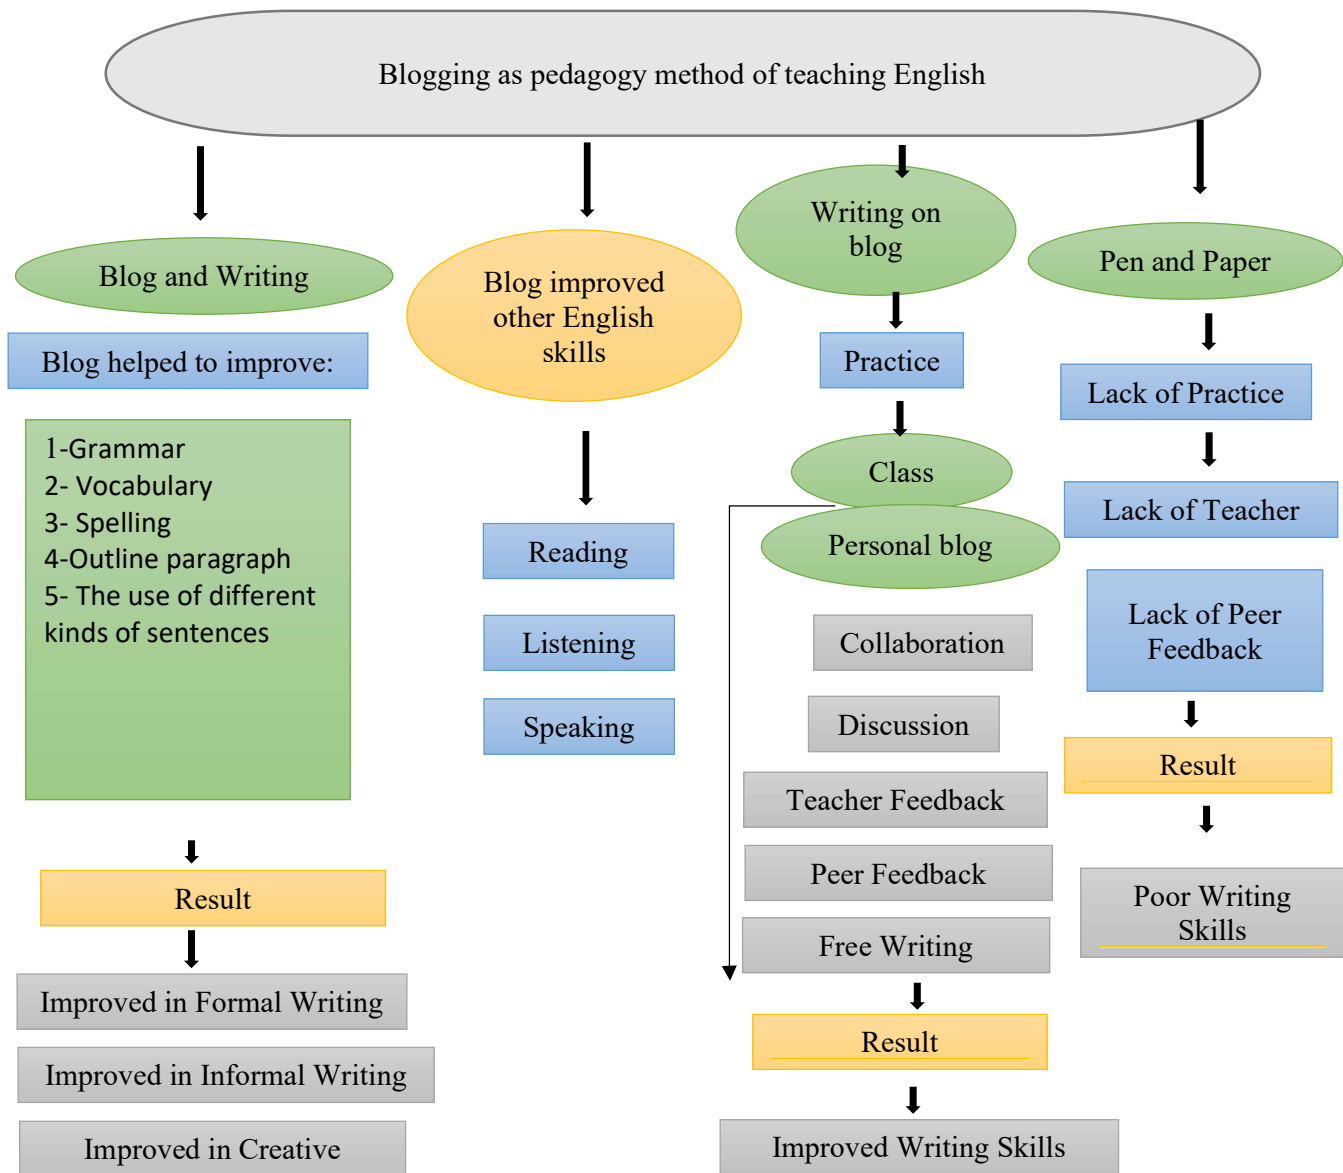 Blogging as pedagogy method of teaching English
Blog and Writing
Blog helped to improve:
1-Grammar
2- Vocabulary
3- Spelling
4-Outline paragraph
5- The use of different
kinds of sentences
Result
Improved in Formal Writing
Improved in Informal Writing
Improved in Creative
Blog improved
other English
skills
Reading
Listening
Speaking
Writing on
blog
Practice
Class
Personal blog
Collaboration
Discussion
Teacher Feedback
Peer Feedback
Free Writing
Result
Improved Writing Skills
Pen and Paper
Lack of Practice
Lack of Teacher
Lack of Peer
Feedback
Result
Poor Writing
Skills